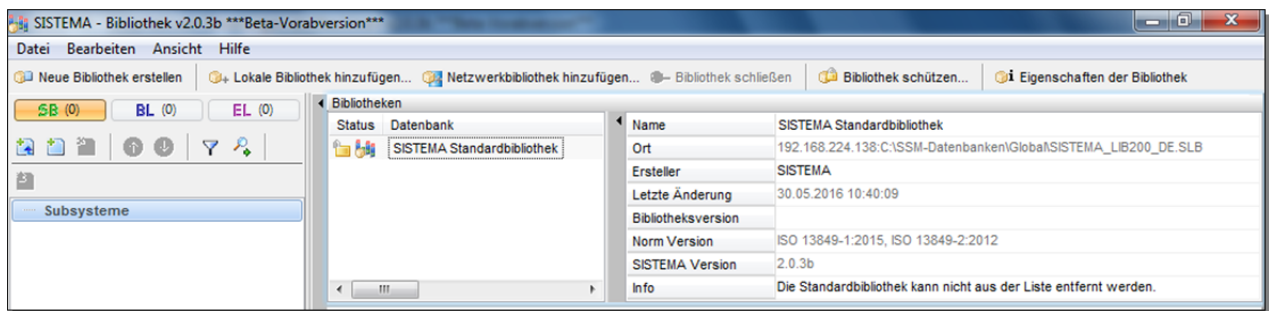 SISTEMA - Bibliothek v2.0.3b ***Beta-Vorabversion***
Datei Bearbeiten Ansicht Hilfe
Neue Bibliothek erstellen Lokale Bibliothek hinzufügen... Netzwerkbibliothek hinzufügen... Bibliothek schließen Bibliothek schützen... Eigenschaften der Bibliothek
SB (0) BL (0) EL (0)
Subsysteme
Bibliotheken
Status Datenbank
SISTEMA Standardbibliothek
Name SISTEMA Standardbibliothek
Ort 192.168.224.138:C:\SSM-Datenbanken\Global\SISTEMA_LIB200_DE.SLB
Ersteller SISTEMA
Letzte Änderung 30.05.2016 10:40:09
Bibliotheksversion
Norm Version ISO 13849-1:2015, ISO 13849-2:2012
SISTEMA Version 2.0.3b
Info Die Standardbibliothek kann nicht aus der Liste entfernt werden.